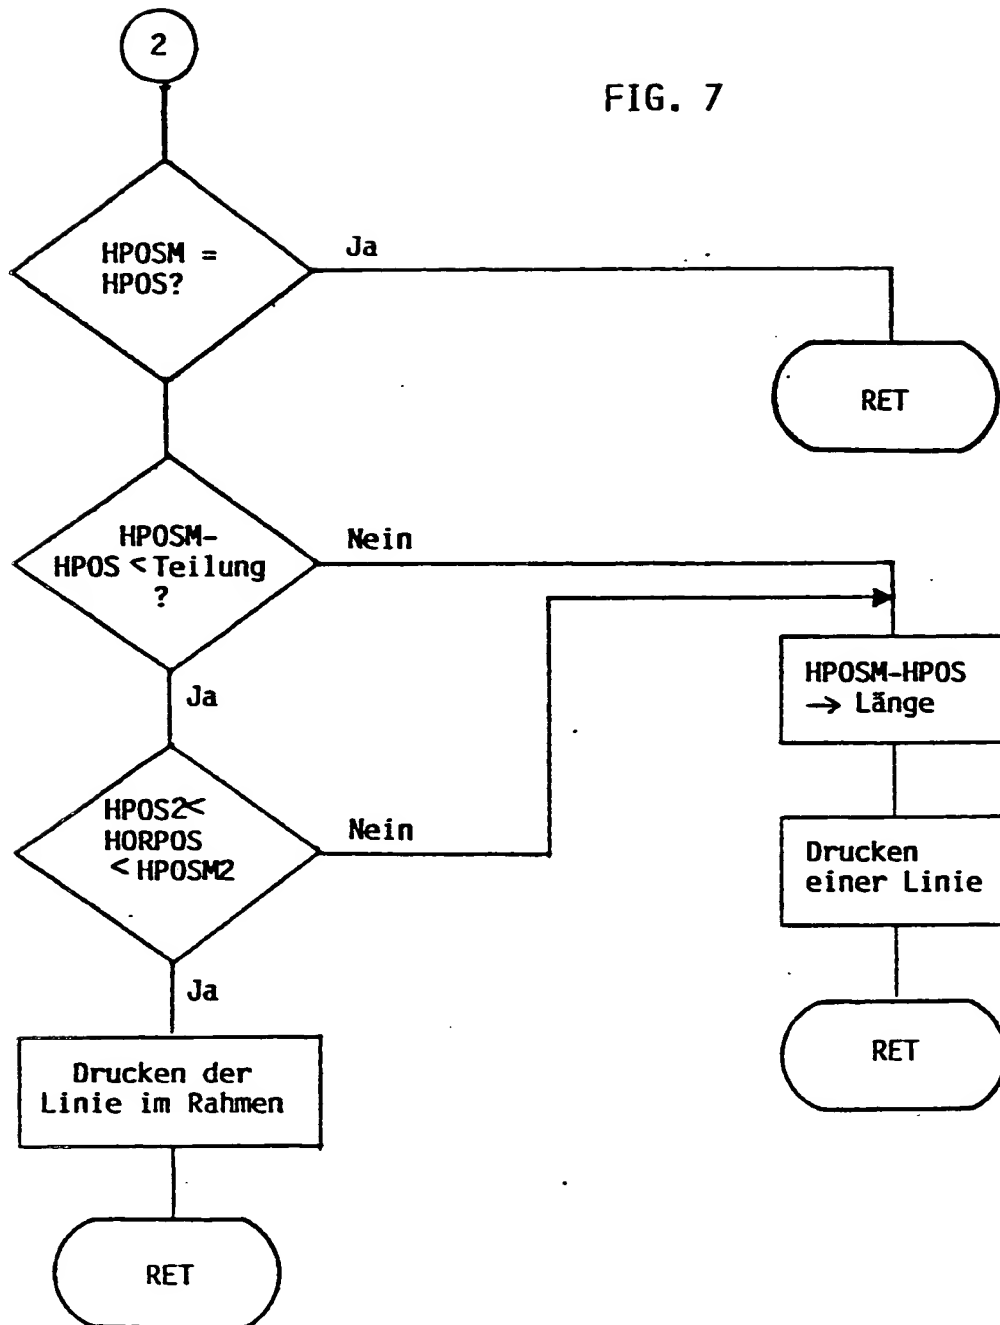 2
FIG. 7
HPOSM =
HPOS?
Ja
RET
HPOSM-
HPOS < Teilung
?
Nein
Ja
HPOSM-HPOS
→ Länge
HPOS2<
HORPOS
< HPOSM2
Nein
Drucken
einer Linie
Ja
RET
Drucken der
Linie im Rahmen
RET